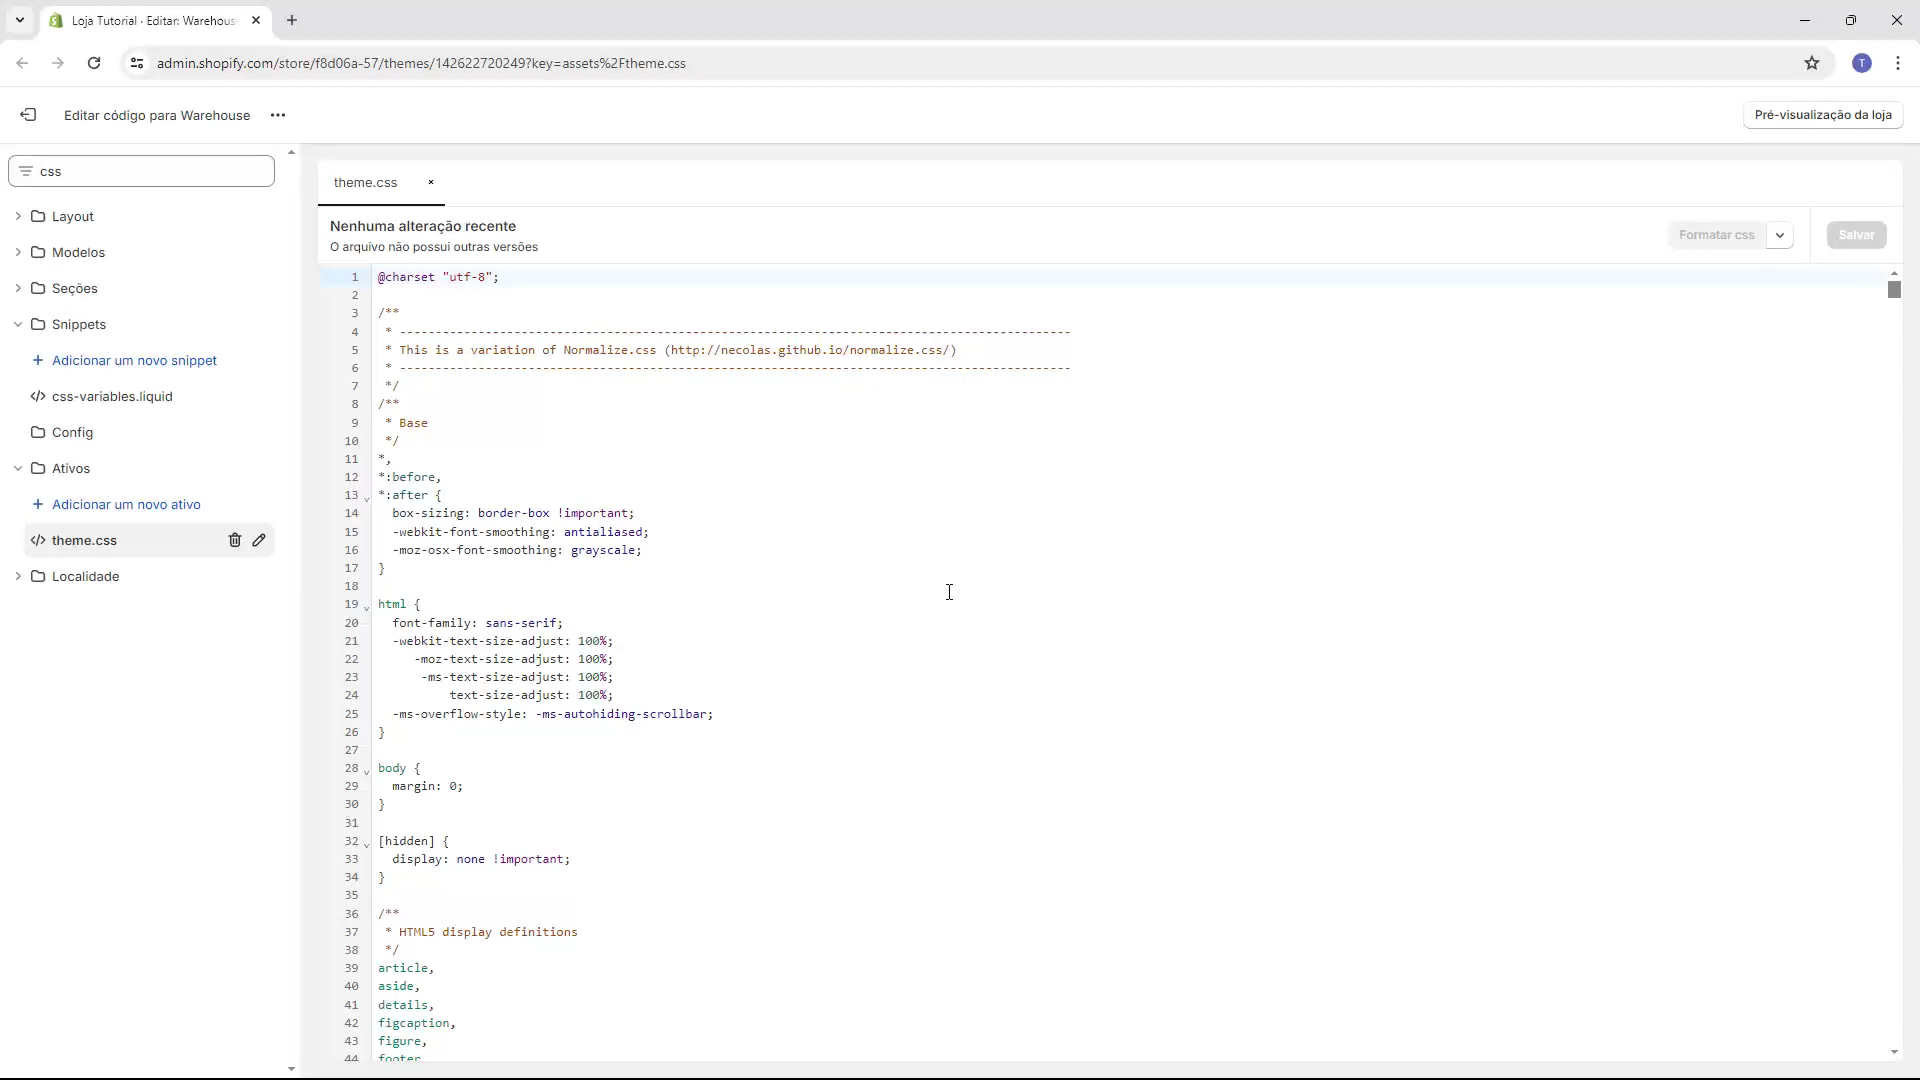 Loja Tutorial · Editar: Warehous
admin.shopify.com/store/f8d06a-57/themes/142622720249?key=assets%2Ftheme.css
T
Editar código para Warehouse
Pré-visualização da loja
css
Layout
Modelos
Seções
Snippets
+ Adicionar um novo snippet
</> css-variables.liquid
Config
Ativos
+ Adicionar um novo ativo
</> theme.css
Localidade
theme.css
Nenhuma alteração recente
O arquivo não possui outras versões
Formatar css
Salvar
1 @charset "utf-8";
2
3 /**
4 * ----------------------------------------------------------------------------------------------
5 * This is a variation of Normalize.css (http://necolas.github.io/normalize.css/)
6 * ----------------------------------------------------------------------------------------------
7 */
8 /**
9 * Base
10 */
11 *,
12 *:before,
13 *:after {
14 box-sizing: border-box !important;
15 -webkit-font-smoothing: antialiased;
16 -moz-osx-font-smoothing: grayscale;
17 }
18
19 html {
20 font-family: sans-serif;
21 -webkit-text-size-adjust: 100%;
22 -moz-text-size-adjust: 100%;
23 -ms-text-size-adjust: 100%;
24 text-size-adjust: 100%;
25 -ms-overflow-style: -ms-autohiding-scrollbar;
26 }
27
28 body {
29 margin: 0;
30 }
31
32 [hidden] {
33 display: none !important;
34 }
35
36 /**
37 * HTML5 display definitions
38 */
39 article,
40 aside,
41 details,
42 figcaption,
43 figure,
44 footer